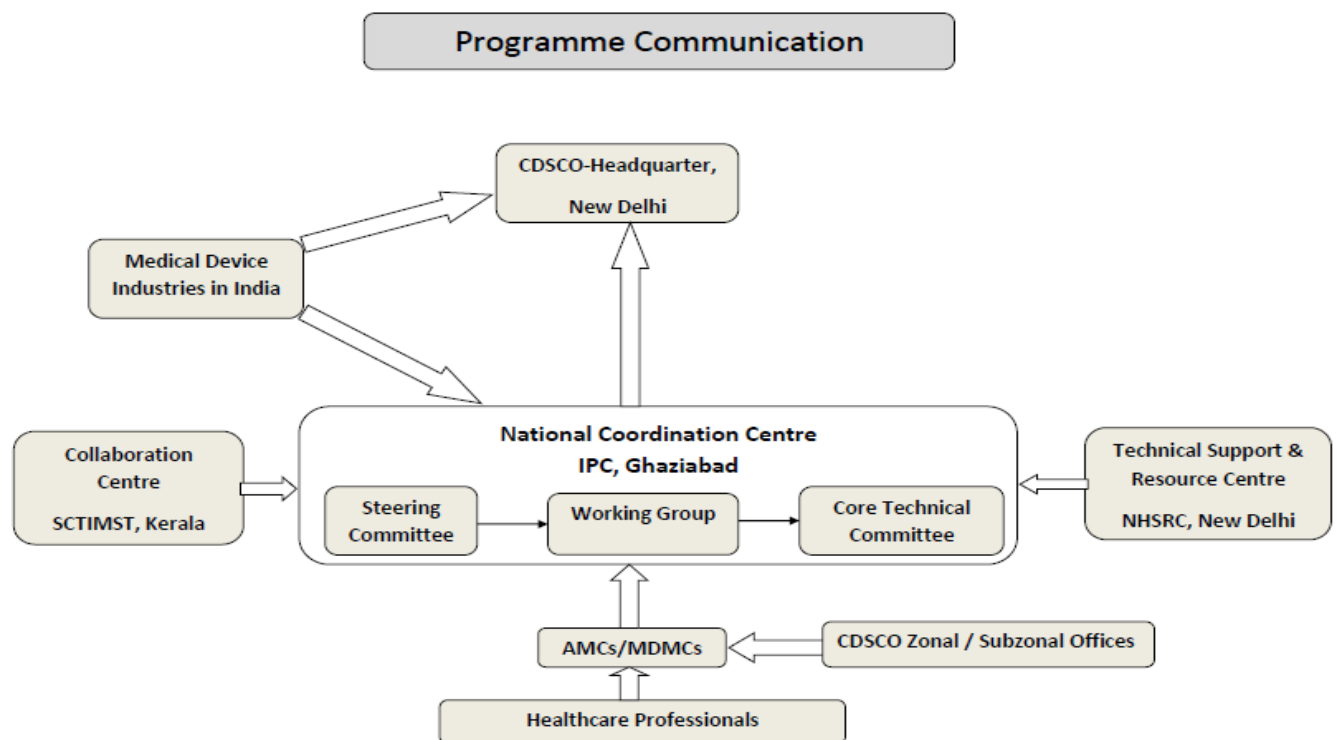 Programme Communication
CDSCO-Headquarter,
New Delhi
Medical Device
Industries in India
National Coordination Centre
IPC, Ghaziabad
Collaboration
Centre
SCTIMST, Kerala
Steering
Committee
Working Group
Core Technical
Committee
Technical Support &
Resource Centre
NHSRC, New Delhi
AMCs/MDMCs
CDSCO Zonal / Subzonal Offices
Healthcare Professionals